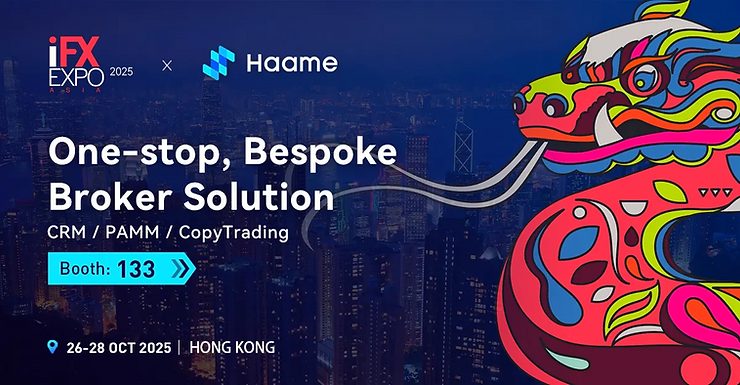 iFX
EXPO 2025
ASIA
X
Haame
One-stop, Bespoke
Broker Solution
CRM / PAMM / CopyTrading
Booth: 133
26-28 OCT 2025 | HONG KONG